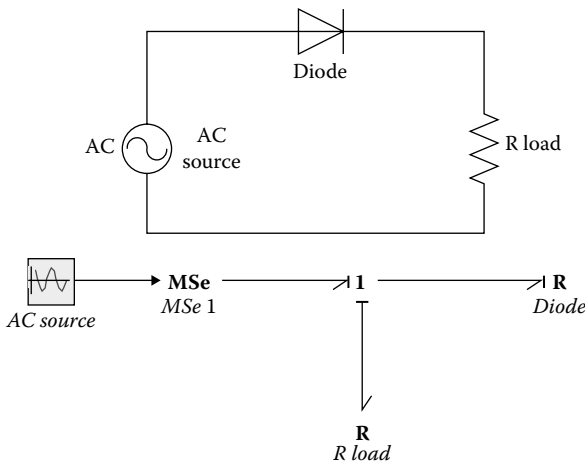 Diode
AC
AC
source
R load
MSe
1
R
AC source
MSe 1
Diode
R
R load